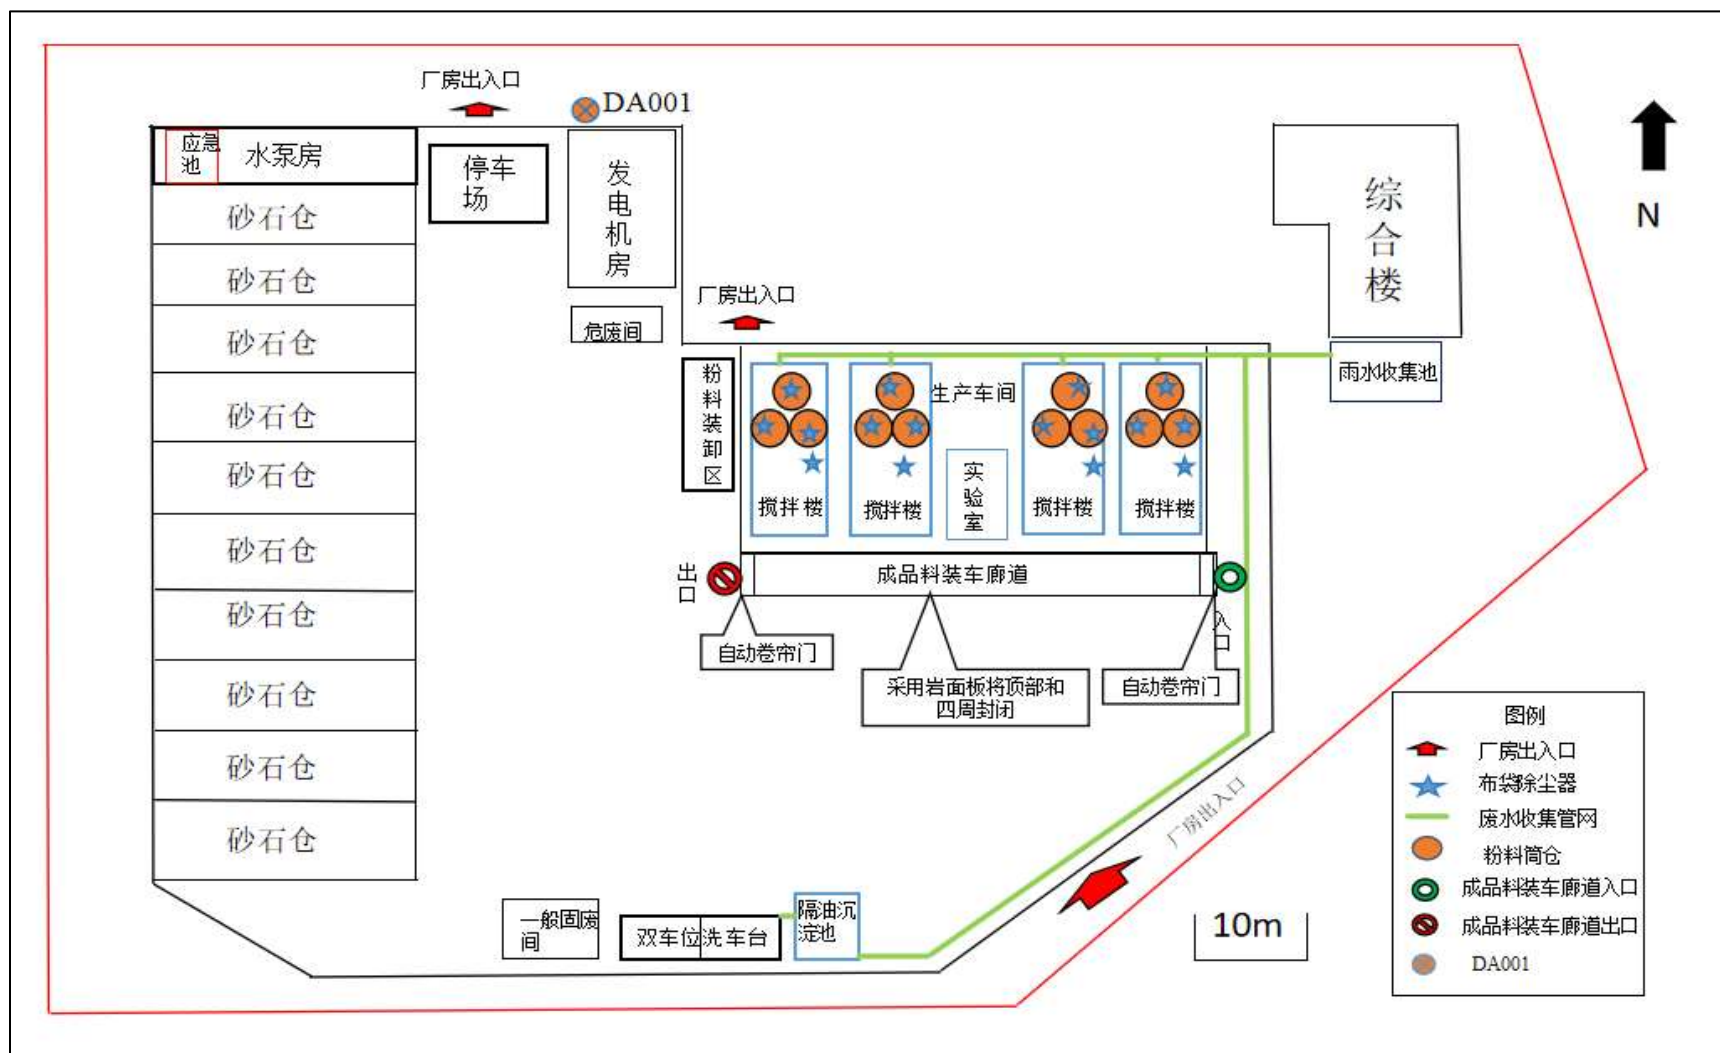 厂房出入口
DA001
应急
池
水泵房
停车
场
发
电
机
房
综
合
楼
N
砂石仓
砂石仓
砂石仓
砂石仓
砂石仓
砂石仓
砂石仓
砂石仓
砂石仓
砂石仓
厂房出入口
危废间
粉
料
装
卸
区
生产车间
雨水收集池
实
验
室
搅拌楼
搅拌楼
搅拌楼
搅拌楼
出
口
成品料装车廊道
入
口
自动卷帘门
采用岩面板将顶部和
四周封闭
自动卷帘门
厂房出入口
一般固废
间
双车位洗车台
隔油沉
淀池
10m
图例
厂房出入口
布袋除尘器
废水收集管网
粉料筒仓
成品料装车廊道入口
成品料装车廊道出口
DA001